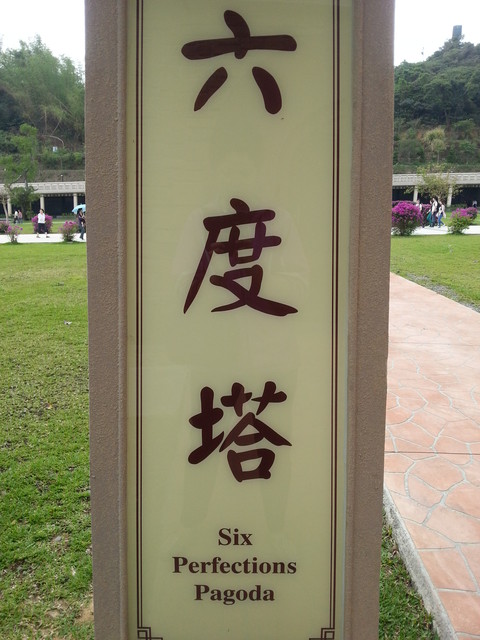 六度塔
Six
Perfections
Pagoda